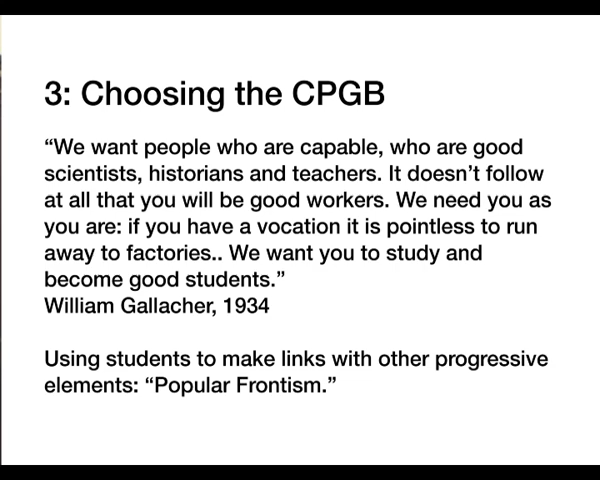 3: Choosing the CPGB
“We want people who are capable, who are good
scientists, historians and teachers. It doesn’t follow
at all that you will be good workers. We need you as
you are: if you have a vocation it is pointless to run
away to factories.. We want you to study and
become good students.”
William Gallacher, 1934
Using students to make links with other progressive
elements: “Popular Frontism.”